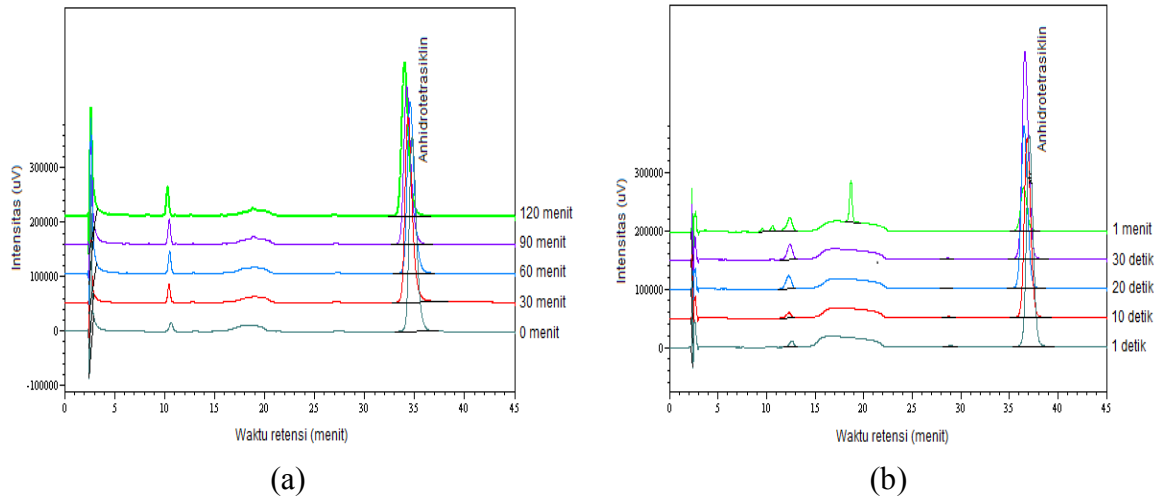 Intensitas (uV)
300000
200000
100000
0
-100000
0 5 10 15 20 25 30 35 40 45
Waktu retensi (menit)
Anhidrotetrasiklin
120 menit
90 menit
60 menit
30 menit
0 menit
(a)
Intensitas (uV)
300000
200000
100000
0
0 5 10 15 20 25 30 35 40 45
Waktu retensi (menit)
Anhidrotetrasiklin
1 menit
30 detik
20 detik
10 detik
1 detik
(b)